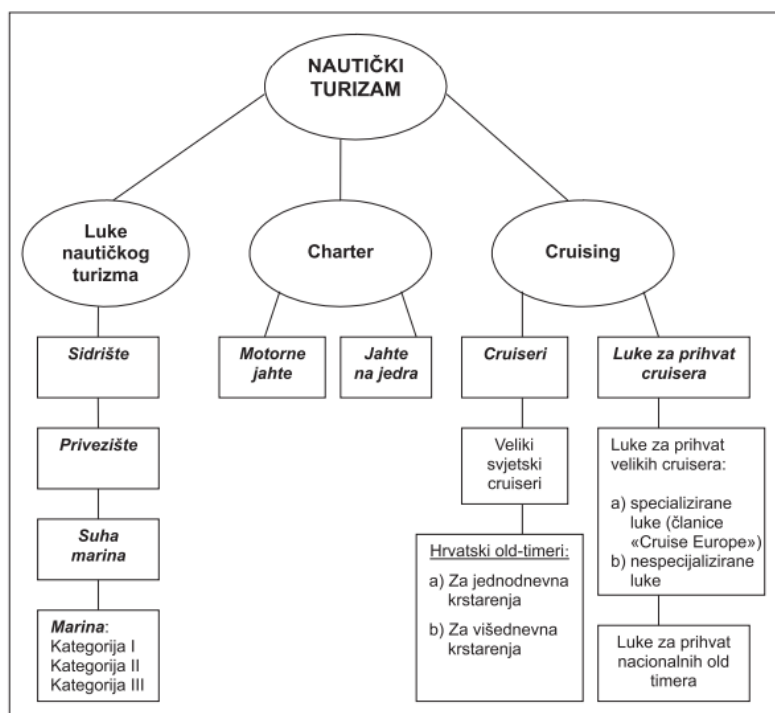 NAUTIČKI
TURIZAM
Luke
nautičkog
turizma
Charter
Cruising
Sidrište
Motorne
jahte
Jahte
na jedra
Cruiseri
Luke za prihvat
cruisera
Privezište
Veliki
svjetski
cruiseri
Luke za prihvat
velikih cruisera:
a) specializirane
luke (članice
«Cruise Europe»)
b) nespecijalizirane
luke
Suha
marina
Hrvatski old-timeri:
a) Za jednodnevna
krstarenja
b) Za višednevna
krstarenja
Marina:
Kategorija I
Kategorija II
Kategorija III
Luke za prihvat
nacionalnih old
timera